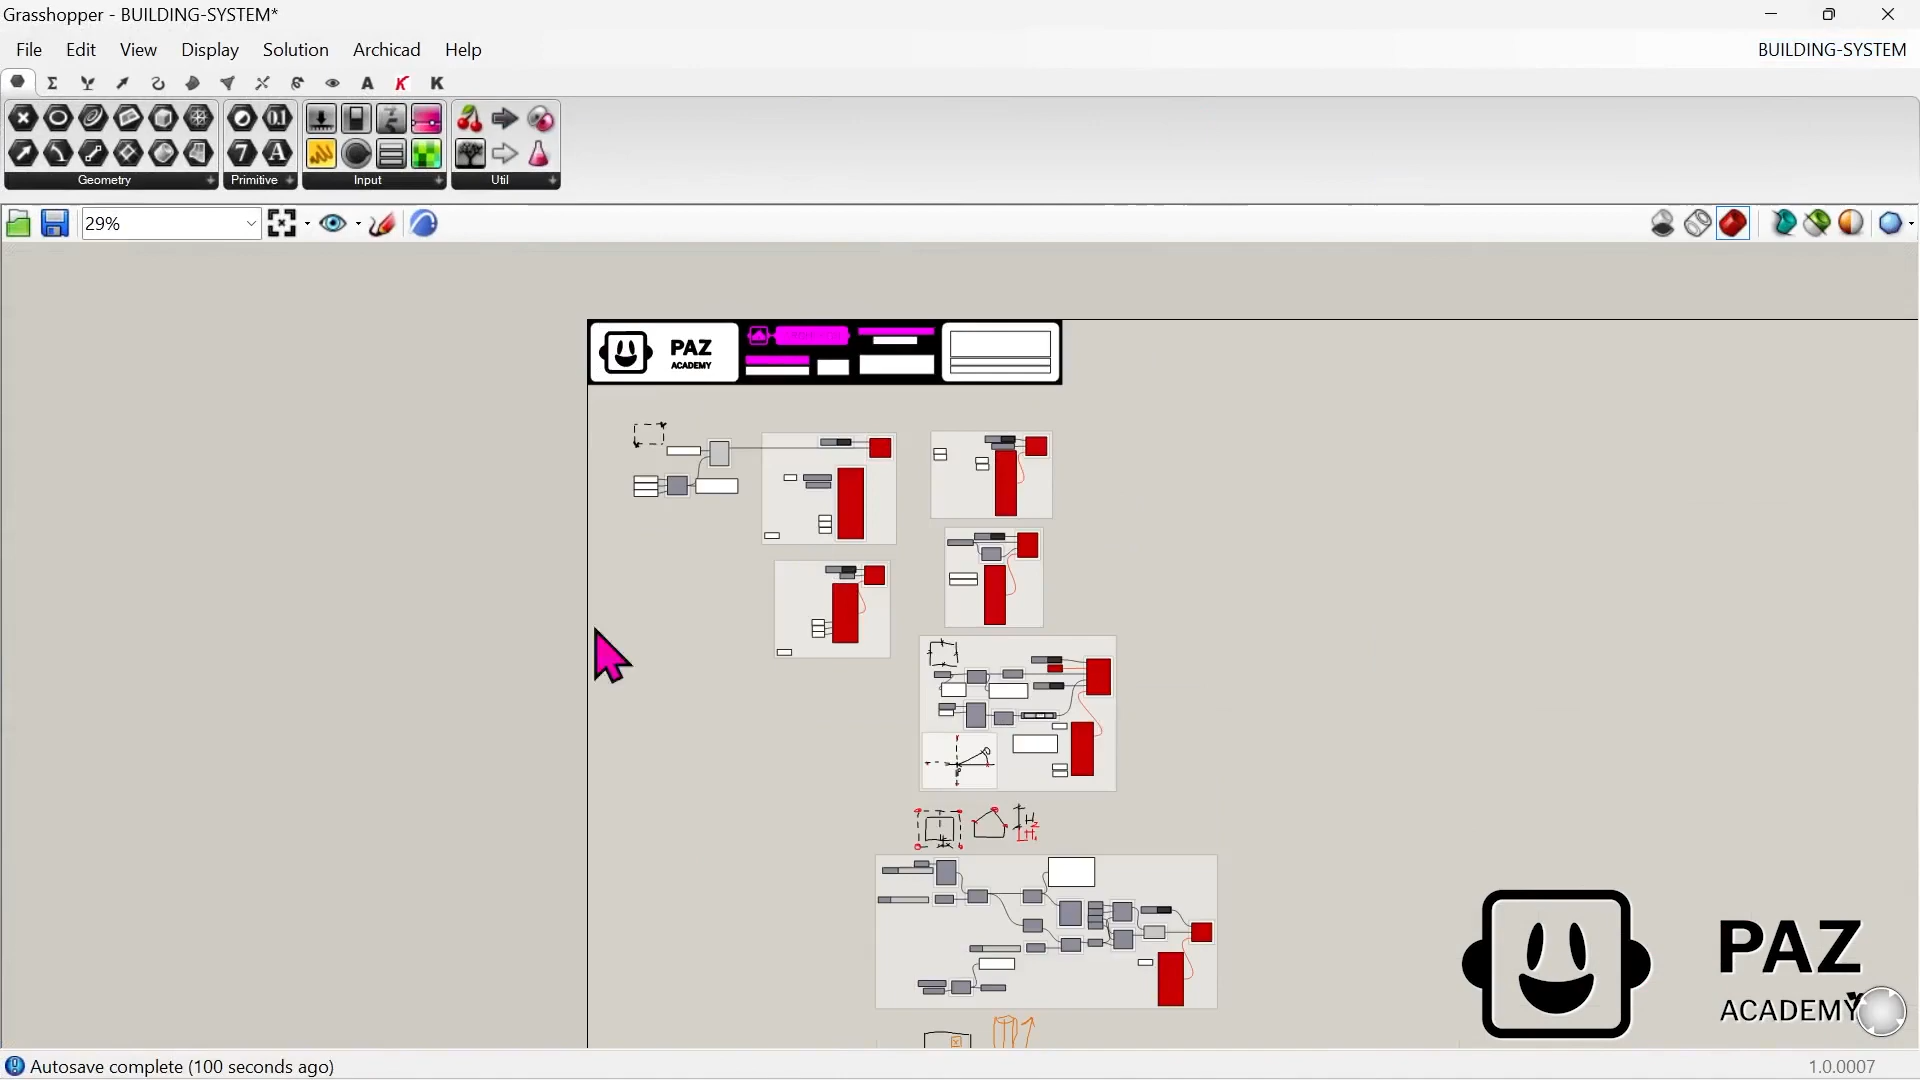 Grasshopper - BUILDING-SYSTEM*
File Edit View Display Solution Archicad Help
BUILDING-SYSTEM
Geometry Primitive Input Util
29%
PAZ
ACADEMY
PAZ
ACADEMY
Autosave complete (100 seconds ago)
1.0.0007